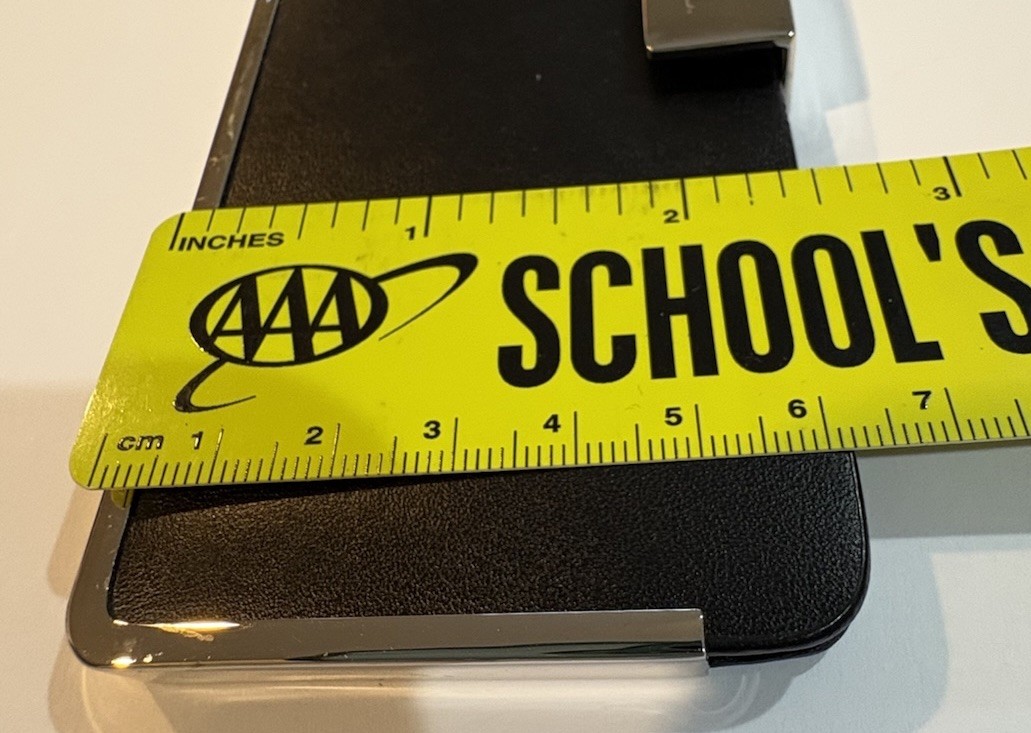 1 2 3
INCHES
AAA SCHOOL'S
cm 1 2 3 4 5 6 7